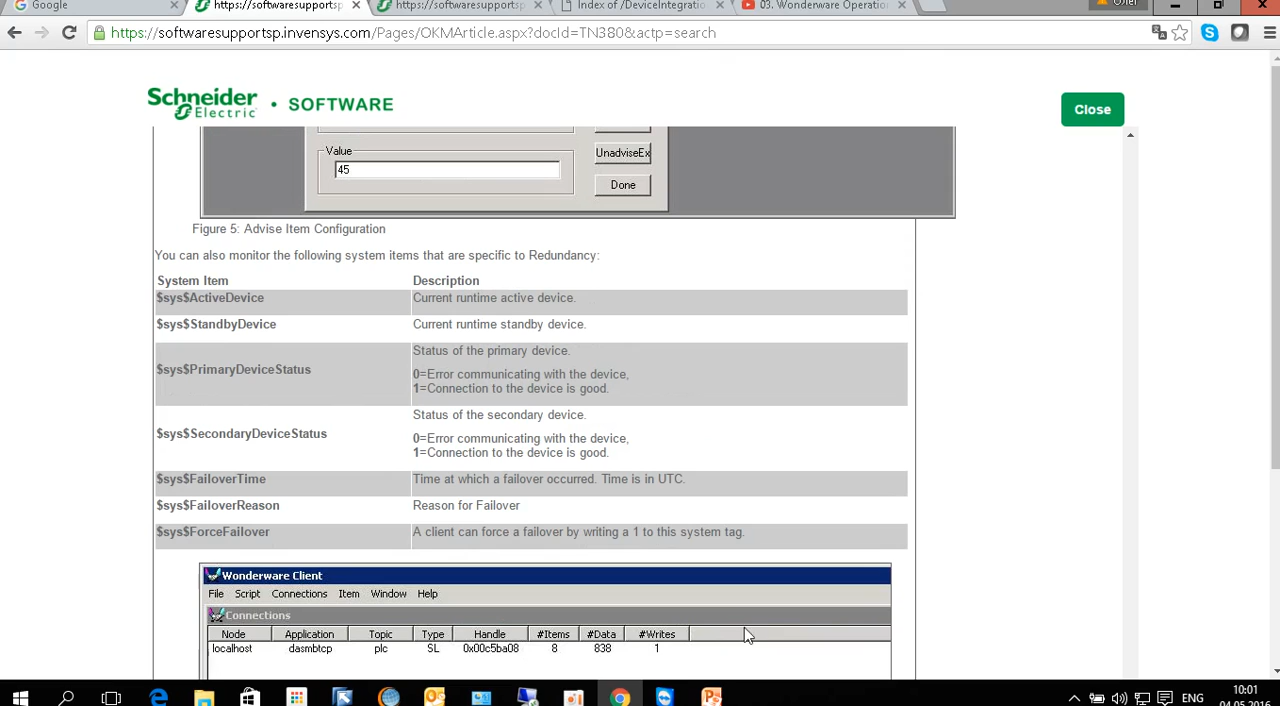 Google
https://softwaresupportsp
https://softwaresupportsp
Index of /DeviceIntegratio
03. Wonderware Operation
https://softwaresupportsp.invensys.com/Pages/OKMArticle.aspx?docId=TN380&actp=search
Schneider Electric • SOFTWARE
Close
Value
45
UnadviseEx
Done
Figure 5: Advise Item Configuration
You can also monitor the following system items that are specific to Redundancy:
System Item Description
$sys$ActiveDevice Current runtime active device.
$sys$StandbyDevice Current runtime standby device.
$sys$PrimaryDeviceStatus Status of the primary device.
0=Error communicating with the device,
1=Connection to the device is good.
$sys$SecondaryDeviceStatus Status of the secondary device.
0=Error communicating with the device,
1=Connection to the device is good.
$sys$FailoverTime Time at which a failover occurred. Time is in UTC.
$sys$FailoverReason Reason for Failover
$sys$ForceFailover A client can force a failover by writing a 1 to this system tag.
Wonderware Client
File Script Connections Item Window Help
Connections
Node Application Topic Type Handle #Items #Data #Writes
localhost dasmbtcp plc SL 0x00c5ba08 8 838 1
ENG
10:01
04.05.2016